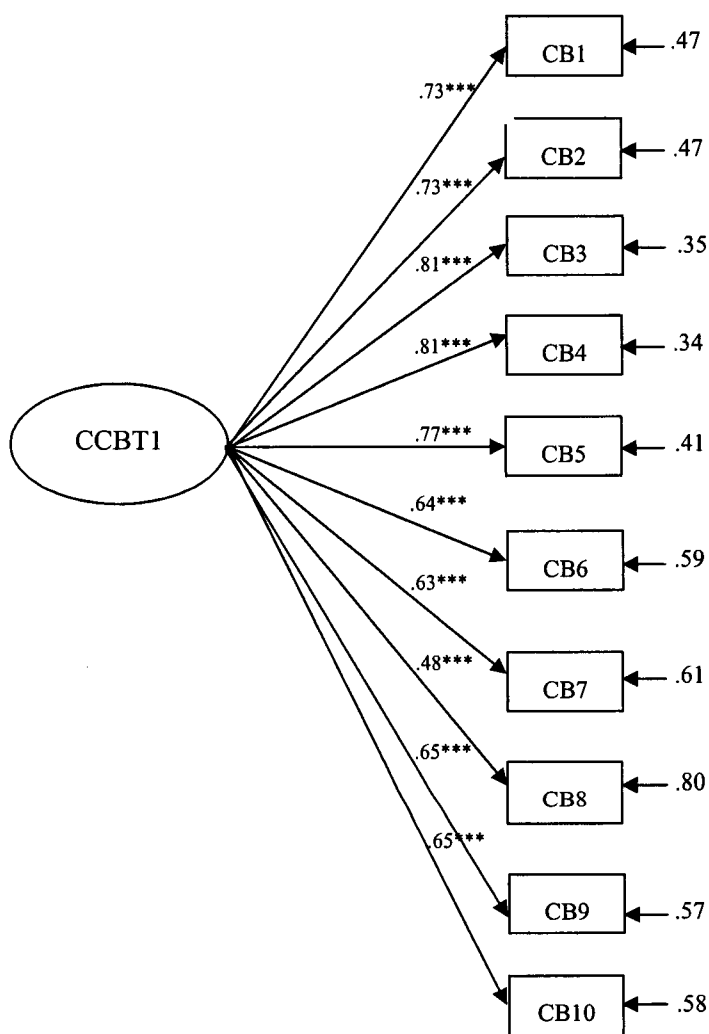 CB1
.47
.73***
CB2
.47
.73***
CB3
.35
.81***
CB4
.34
.81***
CCBT1
.77***
CB5
.41
.64***
CB6
.59
.63***
CB7
.61
.48***
CB8
.80
.65***
CB9
.57
.65***
CB10
.58